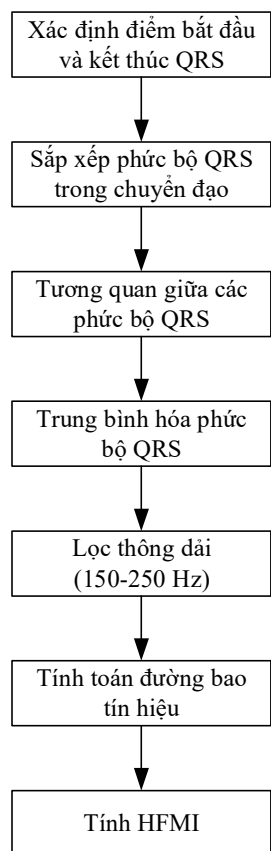 Xác định điểm bắt đầu
và kết thúc QRS
Sắp xếp phức bộ QRS
trong chuyển đạo
Tương quan giữa các
phức bộ QRS
Trung bình hóa phức
bộ QRS
Lọc thông dải
(150-250 Hz)
Tính toán đường bao
tín hiệu
Tính HFMI